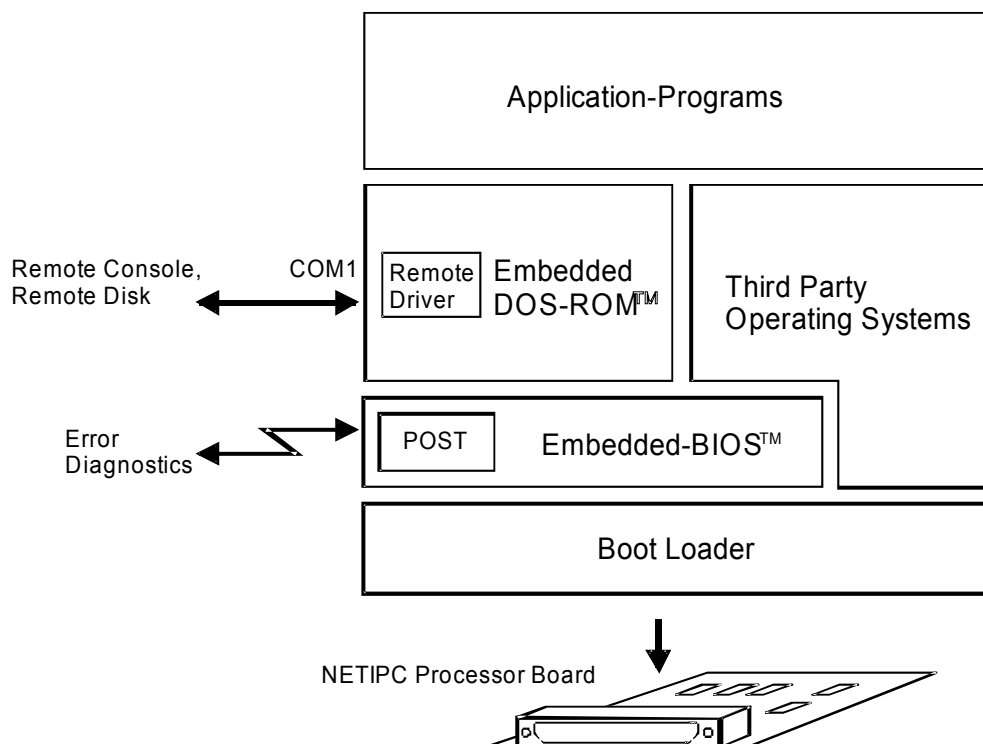 Application-Programs
Remote Console,
Remote Disk
COM1
Remote
Driver
Embedded
DOS-ROM™
Third Party
Operating Systems
Error
Diagnostics
POST
Embedded-BIOS™
Boot Loader
NETIPC Processor Board